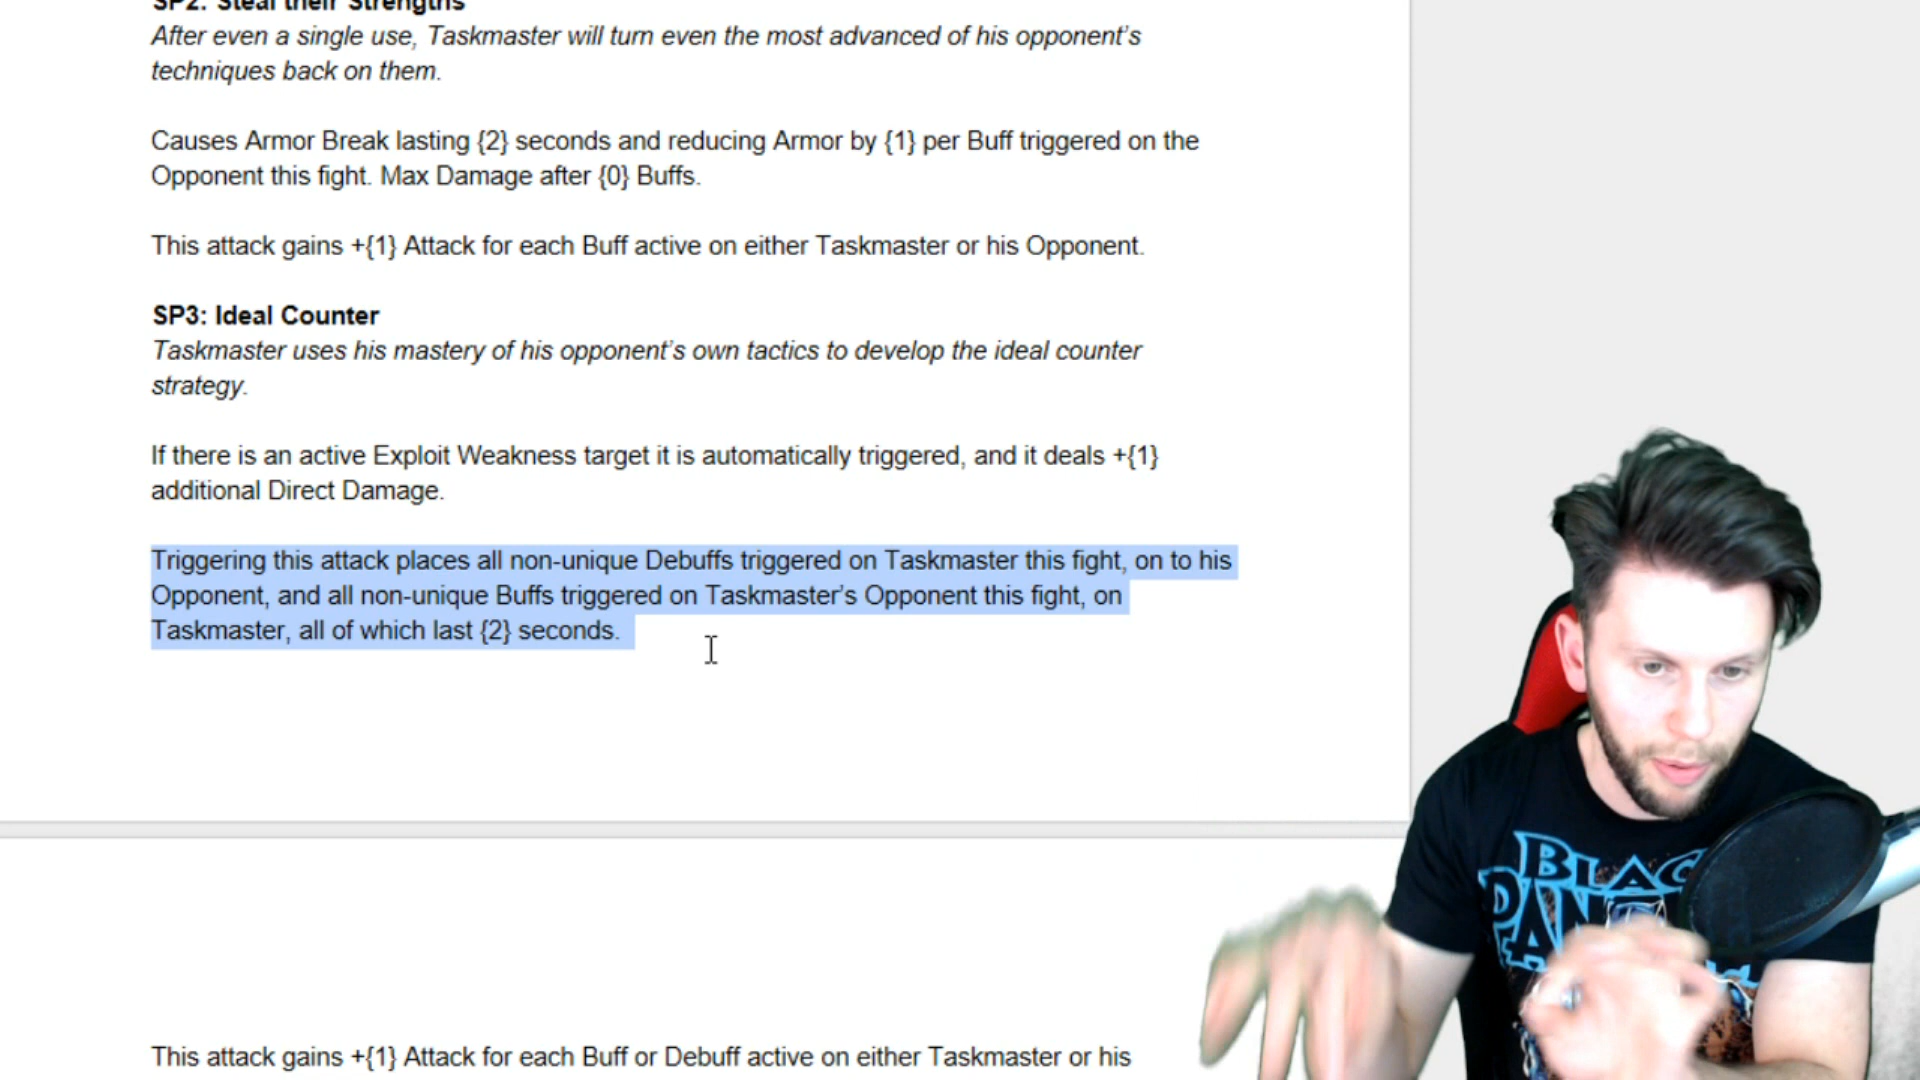 SP2: Steal their Strengths
After even a single use, Taskmaster will turn even the most advanced of his opponent's
techniques back on them.
Causes Armor Break lasting {2} seconds and reducing Armor by {1} per Buff triggered on the
Opponent this fight. Max Damage after {0} Buffs.
This attack gains +{1} Attack for each Buff active on either Taskmaster or his Opponent.
SP3: Ideal Counter
Taskmaster uses his mastery of his opponent's own tactics to develop the ideal counter
strategy.
If there is an active Exploit Weakness target it is automatically triggered, and it deals +{1}
additional Direct Damage.
Triggering this attack places all non-unique Debuffs triggered on Taskmaster this fight, on to his
Opponent, and all non-unique Buffs triggered on Taskmaster's Opponent this fight, on
Taskmaster, all of which last {2} seconds.
This attack gains +{1} Attack for each Buff or Debuff active on either Taskmaster or his